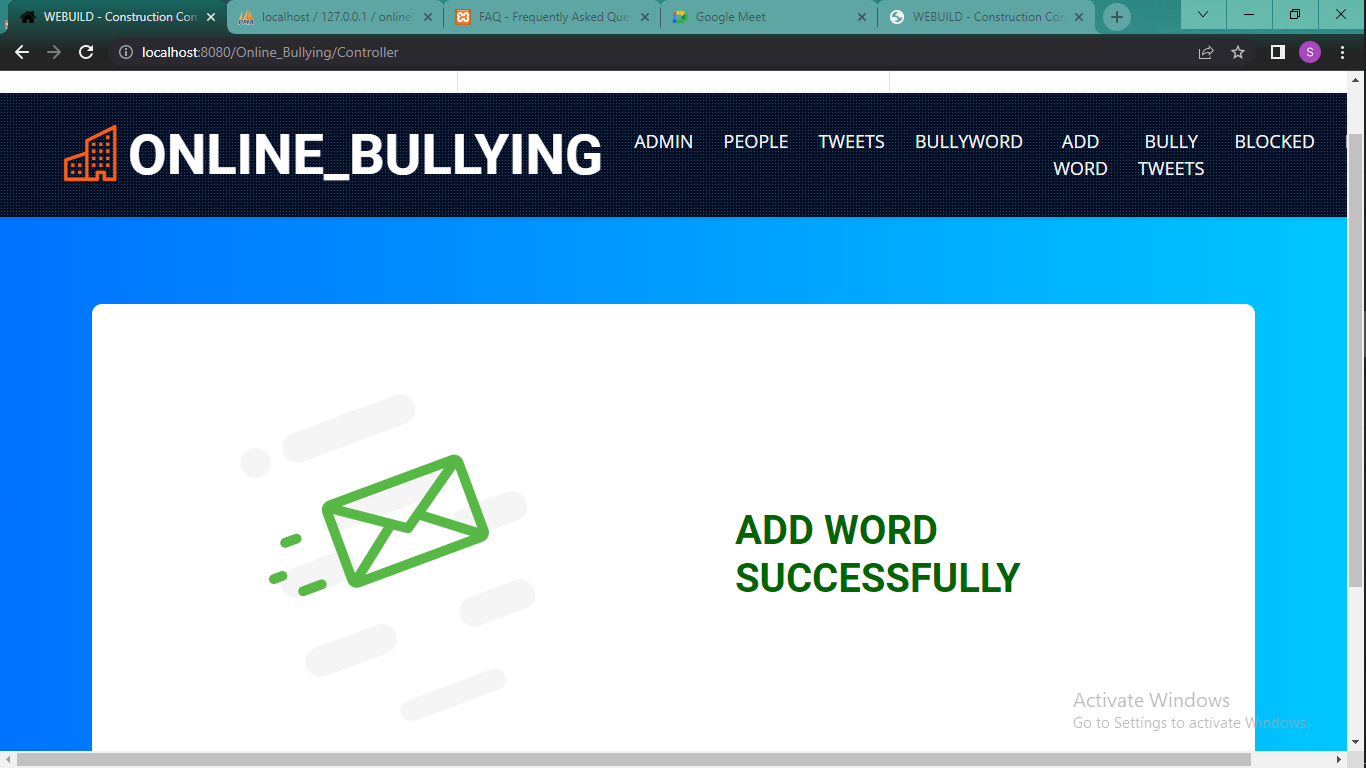 WEBUILD - Construction Con
localhost / 127.0.0.1 / online
FAQ - Frequently Asked Que
Google Meet
WEBUILD - Construction Con
localhost:8080/Online_Bullying/Controller
S
ONLINE_BULLYING
ADMIN
PEOPLE
TWEETS
BULLYWORD
ADD
WORD
BULLY
TWEETS
BLOCKED
ADD WORD
SUCCESSFULLY
Activate Windows
Go to Settings to activate Windows.